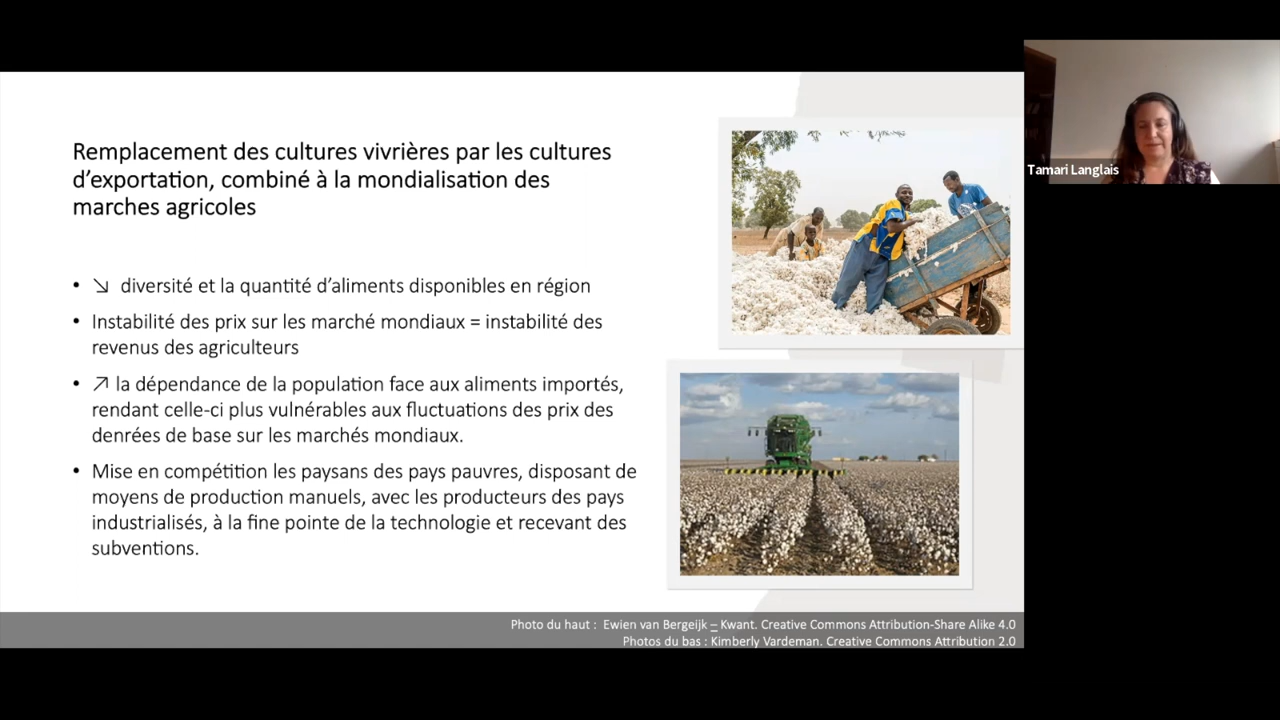 Remplacement des cultures vivrières par les cultures
d’exportation, combiné à la mondialisation des
marches agricoles
• ↘ diversité et la quantité d’aliments disponibles en région
• Instabilité des prix sur les marché mondiaux = instabilité des
revenus des agriculteurs
• ↗ la dépendance de la population face aux aliments importés,
rendant celle-ci plus vulnérables aux fluctuations des prix des
denrées de base sur les marchés mondiaux.
• Mise en compétition les paysans des pays pauvres, disposant de
moyens de production manuels, avec les producteurs des pays
industrialisés, à la fine pointe de la technologie et recevant des
subventions.
Photo du haut : Ewien van Bergeijk – Kwant. Creative Commons Attribution-Share Alike 4.0
Photos du bas : Kimberly Vardeman. Creative Commons Attribution 2.0
Tamari Langlais